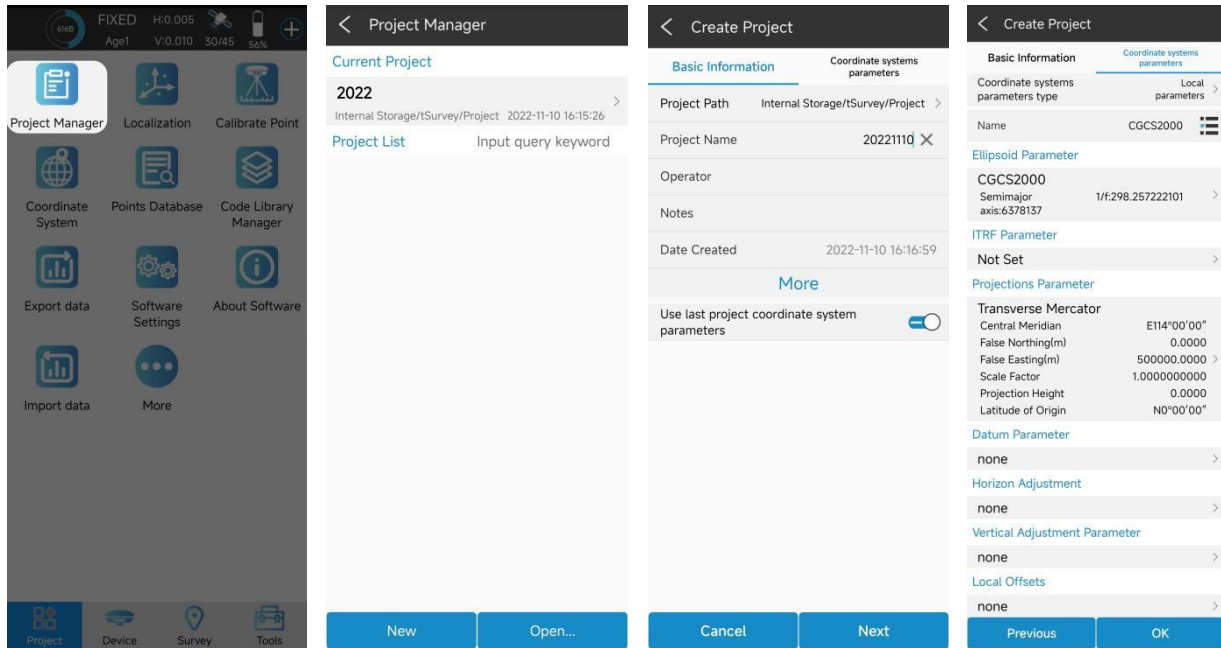 616B
FIXED H:0.005
Age1 V:0.010 30/45 56%
Project Manager
Localization
Calibrate Point
Coordinate
System
Points Database
Code Library
Manager
Export data
Software
Settings
About Software
Import data
More
Project
Device
Survey
Tools
Project Manager
Current Project
2022
Internal Storage/tSurvey/Project 2022-11-10 16:15:26
Project List
Input query keyword
New
Open...
Create Project
Basic Information
Coordinate systems
parameters
Project Path Internal Storage/tSurvey/Project
Project Name 20221110
Operator
Notes
Date Created 2022-11-10 16:16:59
More
Use last project coordinate system
parameters
Cancel
Next
Create Project
Basic Information
Coordinate systems
parameters
Coordinate systems
parameters type
Local
parameters
Name CGCS2000
Ellipsoid Parameter
CGCS2000
Semimajor
axis:6378137
1/f:298.257222101
ITRF Parameter
Not Set
Projections Parameter
Transverse Mercator
Central Meridian E114°00'00"
False Northing(m) 0.0000
False Easting(m) 500000.0000
Scale Factor 1.0000000000
Projection Height 0.0000
Latitude of Origin N0°00'00"
Datum Parameter
none
Horizon Adjustment
none
Vertical Adjustment Parameter
none
Local Offsets
none
Previous
OK